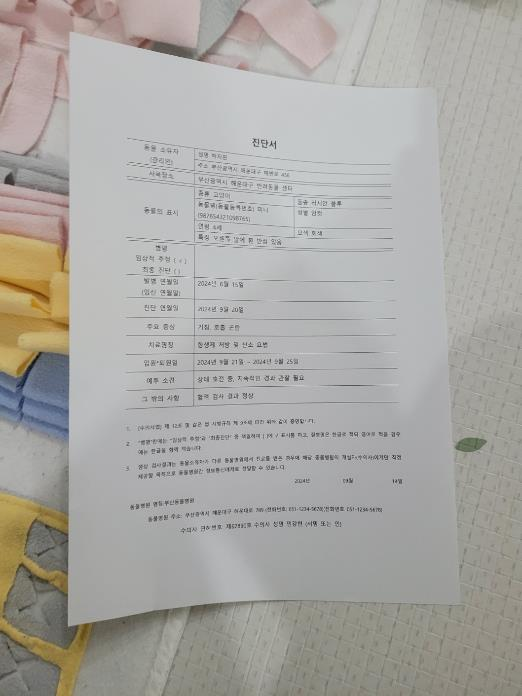 진단서
동물 소유자
(관리인)
성명
주소 부산광역시 해운대구 해변로 456
사육장소
부산광역시 해운대구 반려동물 센터
동물의 표시
종류 고양이
품종 러시안 블루
동물명(동물등록번호) 미니
(987654321098765)
성별 암컷
연령 4세
모색 회색
특징 오른쪽 앞에 흰 반점 있음
병명
임상적 추정 ( √ )
최종 진단 ( )
발병 연월일
(임신 연월일)
2024년 6월 15일
진단 연월일
2024년 9월 20일
주요 증상
기침, 호흡 곤란
치료명칭
항생제 처방 및 산소 요법
입원•퇴원일
2024년 9월 21일 ~ 2024년 9월 25일
예후 소견
상태 호전 중, 지속적인 경과 관찰 필요
그 밖의 사항
혈액 검사 결과 정상
1. 「수의사법」 제 12조 및 같은 법 시행규칙 제 9조에 따라 위와 같이 증명합니다.
2. "병명"란에는 "임상적 추정"과 "최종진단" 중 해당하여 [ ]에 √ 표시를 하고, 질병명은 한글로 적되 영어로 적을 경우
에는 한글을 함께 적습니다.
3. 영상 검사결과는 동물소유자가 다른 동물병원에서 진료를 받은 경우에 해당 동물병원의 개설자(수의사)에게만 직접
제공할 목적으로 동물병원간 정보통신매체로 전달할 수 있습니다.
2024년 09월 19일
동물병원 명칭:부산동물병원
동물병원 주소: 부산광역시 해운대구 해운대로 789 (전화번호: 051-1234-5678)(전화번호: 051-1234-5678)
수의사 면허번호: 제67890호 수의사 성명 (서명 또는 인)